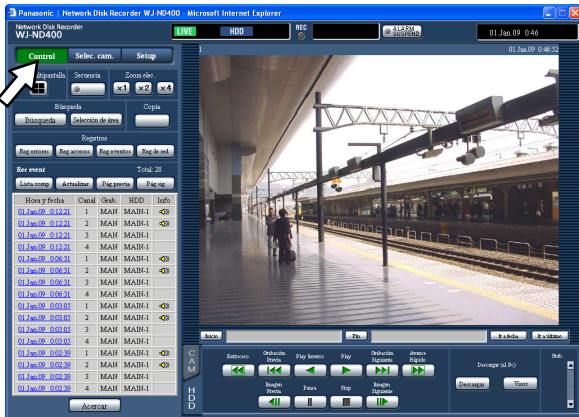 Panasonic | Network Disk Recorder WJ-ND400 - Microsoft Internet Explorer
Network Disk Recorder
WJ-ND400
LIVE HDD REC ALARM SUSPEND 01 Jan.09 0:46
Control Selec. cam. Setup
1 01.Jan.09 0:46:52
Multipantalla Secuencia Zoom elec.
x1 x2 x4
Búsqueda Copia
Búsqueda Selección de área
Registros
Reg errores Reg accesos Reg eventos Reg de red.
Rec event Total: 28
Lista comp Actualizar Pág previa Pág sig.
Hora y fecha Canal Grab. HDD Info
01.Jan.09 0:12:21 1 MAN MAIN-1
01.Jan.09 0:12:21 2 MAN MAIN-1
01.Jan.09 0:12:21 3 MAN MAIN-1
01.Jan.09 0:12:21 4 MAN MAIN-1
01.Jan.09 0:06:31 1 MAN MAIN-1
01.Jan.09 0:06:31 2 MAN MAIN-1
01.Jan.09 0:06:31 3 MAN MAIN-1
01.Jan.09 0:06:31 4 MAN MAIN-1
01.Jan.09 0:03:05 1 MAN MAIN-1
01.Jan.09 0:03:05 2 MAN MAIN-1
01.Jan.09 0:03:05 3 MAN MAIN-1
01.Jan.09 0:03:05 4 MAN MAIN-1
01.Jan.09 0:02:39 1 MAN MAIN-1
01.Jan.09 0:02:39 2 MAN MAIN-1
01.Jan.09 0:02:39 3 MAN MAIN-1
01.Jan.09 0:02:39 4 MAN MAIN-1
Acercar
Inicio Fin Ir a fecha Ir a último
CAM
HDD
Retroceso Grabación Previa Play Inverso Play Grabación Siguiente Avance Rápido
Imagen Previa Pausa Stop Imagen Siguiente
Descargar (al Pc)
Descargar Visor
Grab.